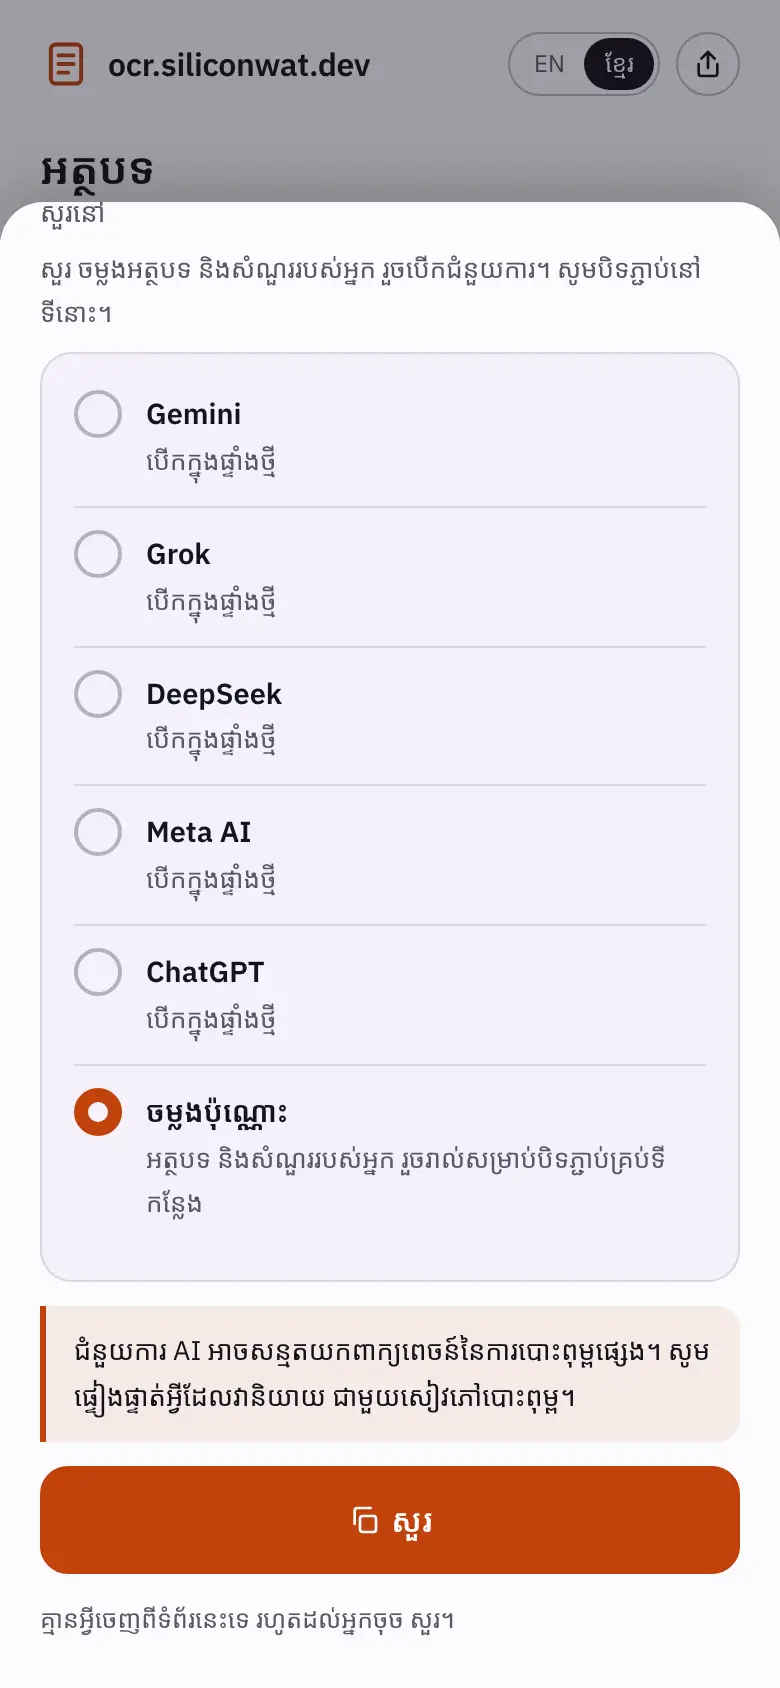 ocr.siliconwat.dev
EN
ខ្មែរ
អត្ថបទ
សួរនៅ
សួរ ចម្លងអត្ថបទ និងសំណួររបស់អ្នក រួចបើកជំនួយការ។ សូមបិទភ្ជាប់នៅ
ទីនោះ។
Gemini
បើកក្នុងផ្ទាំងថ្មី
Grok
បើកក្នុងផ្ទាំងថ្មី
DeepSeek
បើកក្នុងផ្ទាំងថ្មី
Meta AI
បើកក្នុងផ្ទាំងថ្មី
ChatGPT
បើកក្នុងផ្ទាំងថ្មី
ចម្លងប៉ុណ្ណោះ
អត្ថបទ និងសំណួររបស់អ្នក រួចរាល់សម្រាប់បិទភ្ជាប់គ្រប់ទី
កន្លែង
ជំនួយការ AI អាចសន្មតយកពាក្យពេចន៍នៃការបោះពុម្ពផ្សេង។ សូម
ផ្ទៀងផ្ទាត់អ្វីដែលវានិយាយ ជាមួយសៀវភៅបោះពុម្ព។
សួរ
គ្មានអ្វីចេញពីទំព័រនេះទេ រហូតដល់អ្នកចុច សួរ។